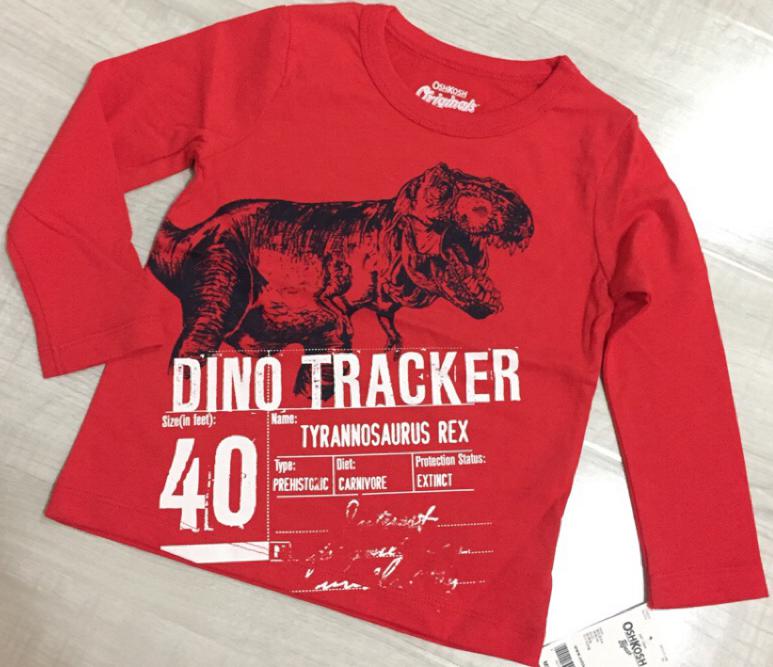 OSHKOSH
Originals
DINO TRACKER
Size(in feet):
40
Name:
TYRANNOSAURUS REX
Type:
PREHISTORIC
Diet:
CARNIVORE
Protection Status:
EXTINCT
OSHKOSH